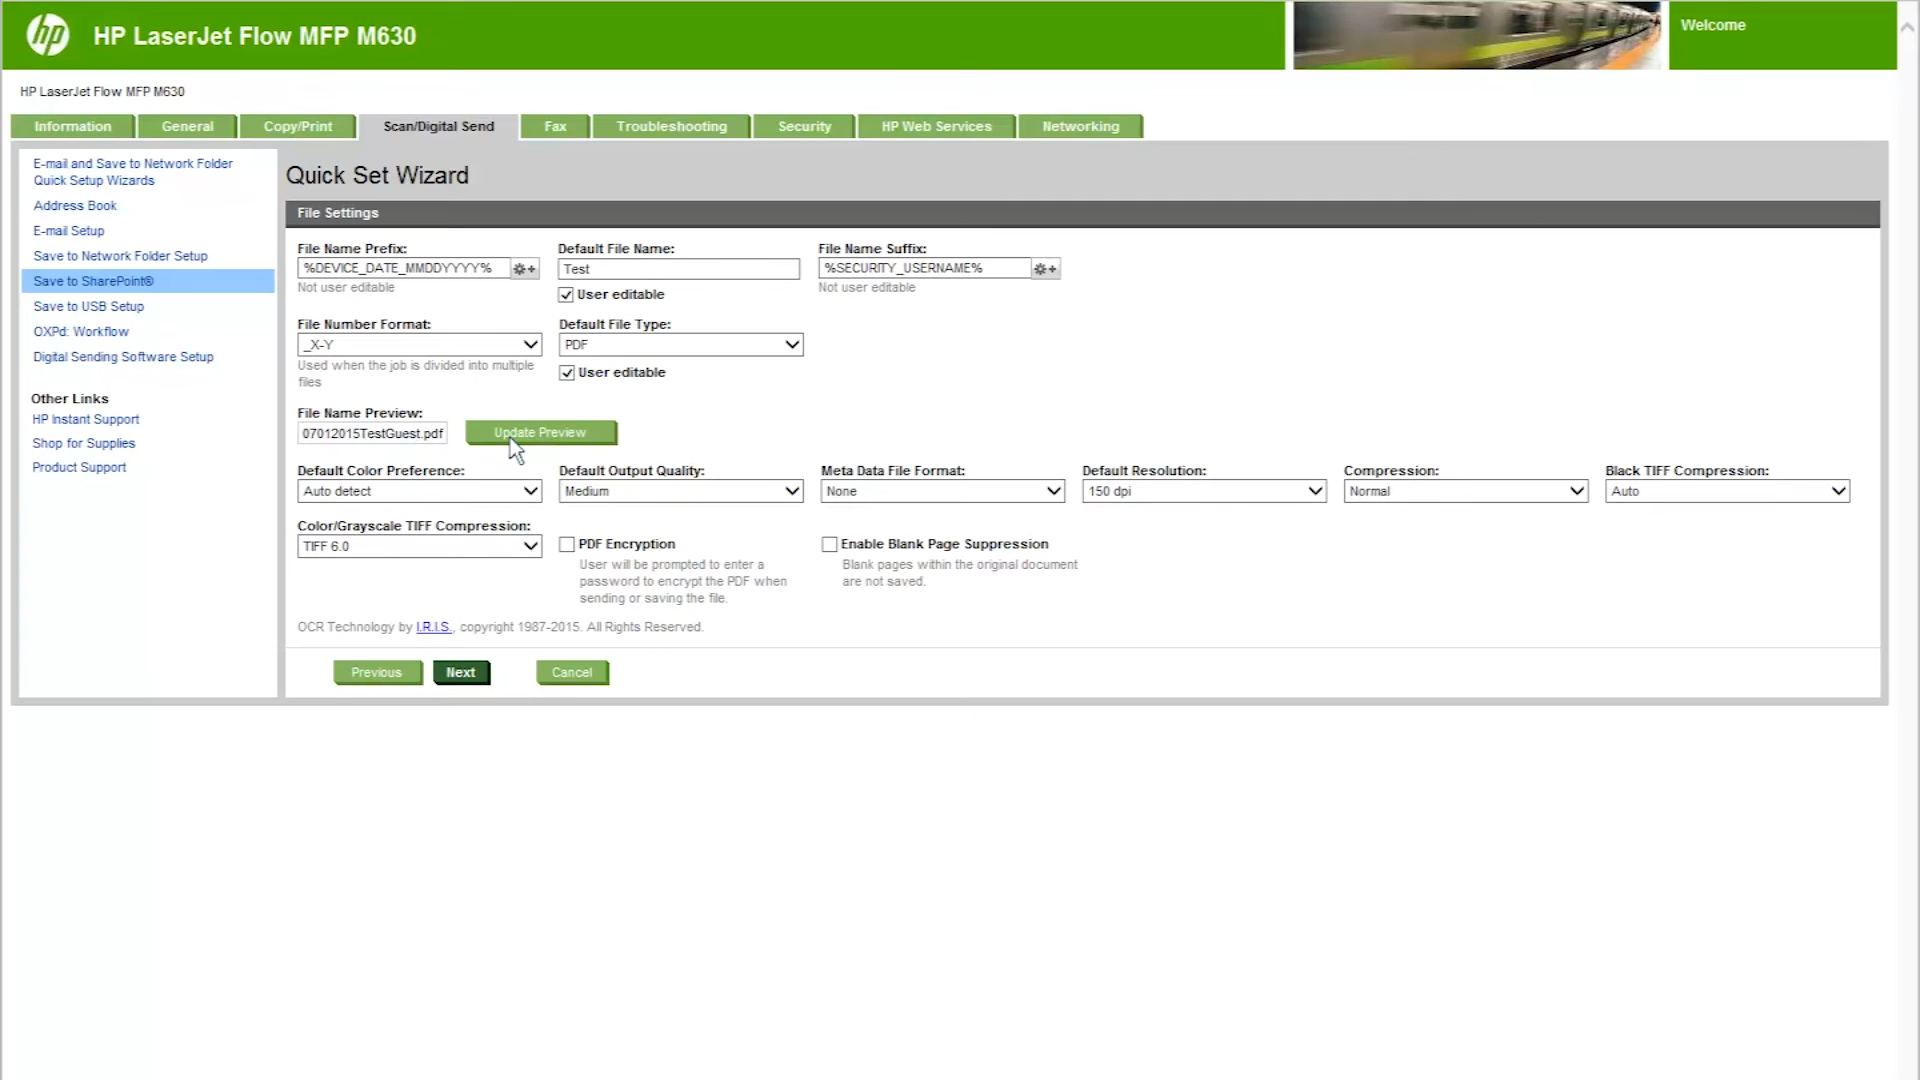 hp
HP LaserJet Flow MFP M630
Welcome
HP LaserJet Flow MFP M630
Information General Copy/Print Scan/Digital Send Fax Troubleshooting Security HP Web Services Networking
E-mail and Save to Network Folder
Quick Setup Wizards
Address Book
E-mail Setup
Save to Network Folder Setup
Save to SharePoint®
Save to USB Setup
OXPd: Workflow
Digital Sending Software Setup
Other Links
HP Instant Support
Shop for Supplies
Product Support
Quick Set Wizard
File Settings
File Name Prefix: Default File Name: File Name Suffix:
%DEVICE_DATE_MMDDYYYY% Test %SECURITY_USERNAME%
Not user editable User editable Not user editable
File Number Format: Default File Type:
_X-Y PDF
Used when the job is divided into multiple
files
User editable
File Name Preview:
07012015TestGuest.pdf Update Preview
Default Color Preference: Default Output Quality: Meta Data File Format: Default Resolution: Compression: Black TIFF Compression:
Auto detect Medium None 150 dpi Normal Auto
Color/Grayscale TIFF Compression:
TIFF 6.0
PDF Encryption
User will be prompted to enter a
password to encrypt the PDF when
sending or saving the file.
Enable Blank Page Suppression
Blank pages within the original document
are not saved.
OCR Technology by I.R.I.S., copyright 1987-2015. All Rights Reserved.
Previous Next Cancel